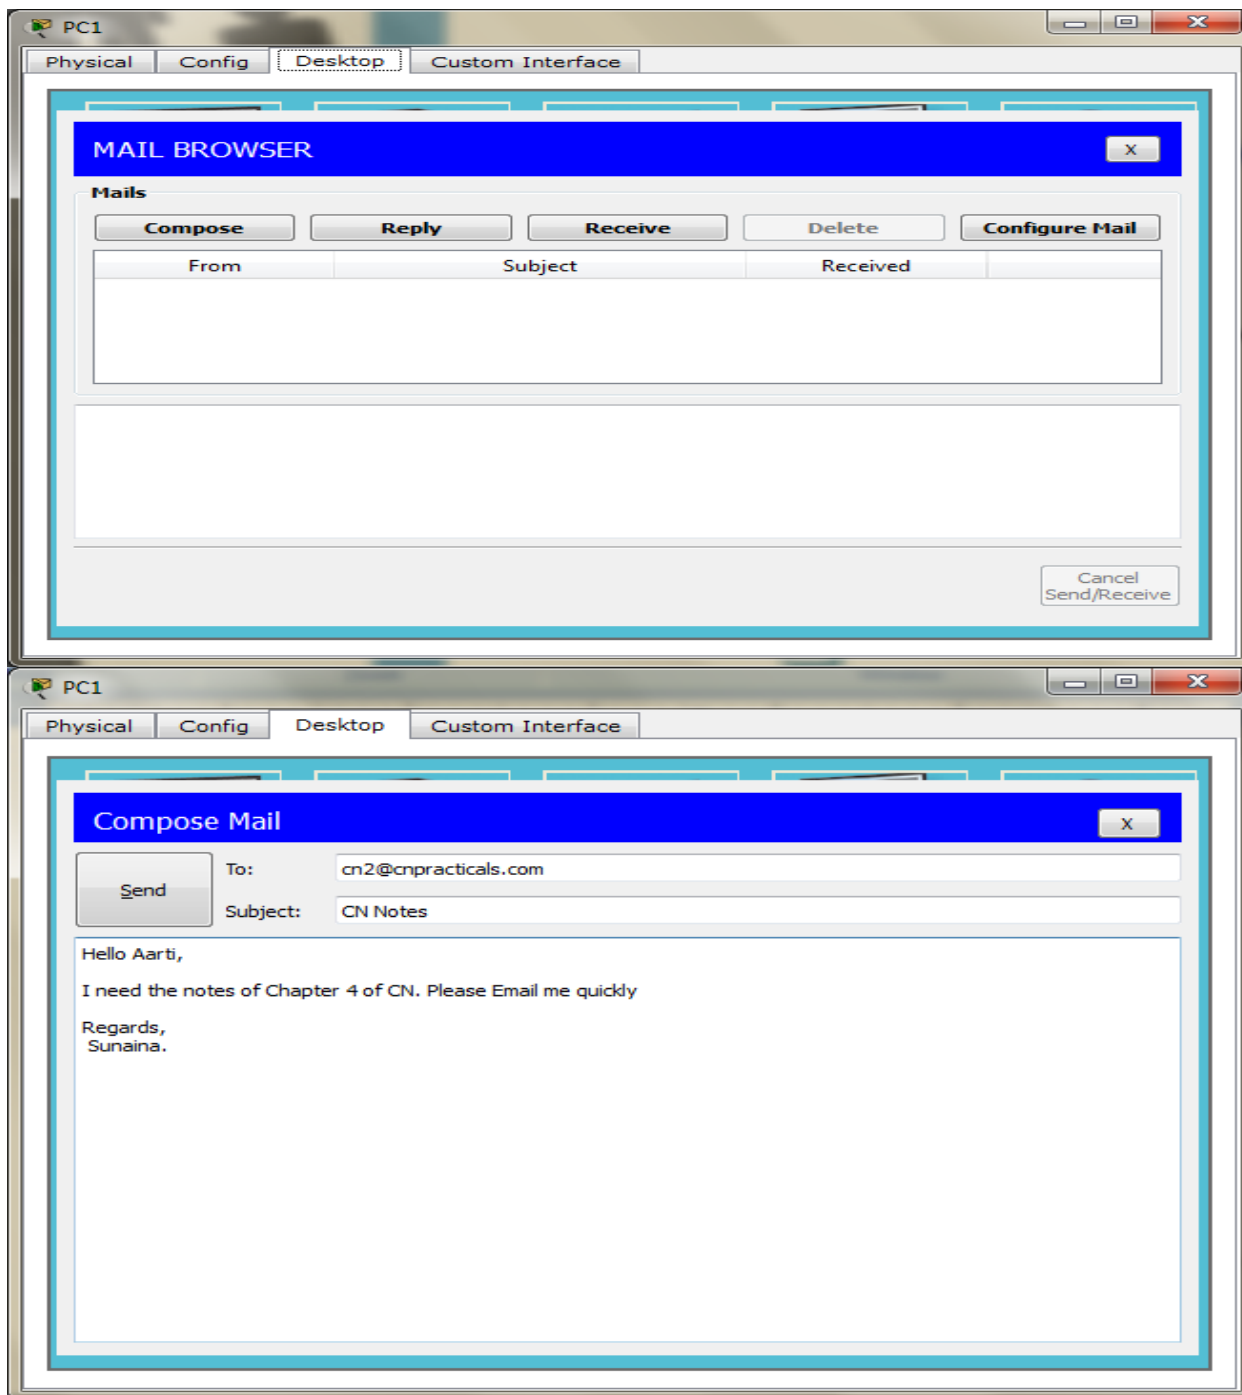 PC1
Physical Config Desktop Custom Interface
MAIL BROWSER X
Mails
Compose Reply Receive Delete Configure Mail
From Subject Received
Cancel
Send/Receive
PC1
Physical Config Desktop Custom Interface
Compose Mail X
Send
To: cn2@cnpracticals.com
Subject: CN Notes
Hello Aarti,
I need the notes of Chapter 4 of CN. Please Email me quickly
Regards,
Sunaina.